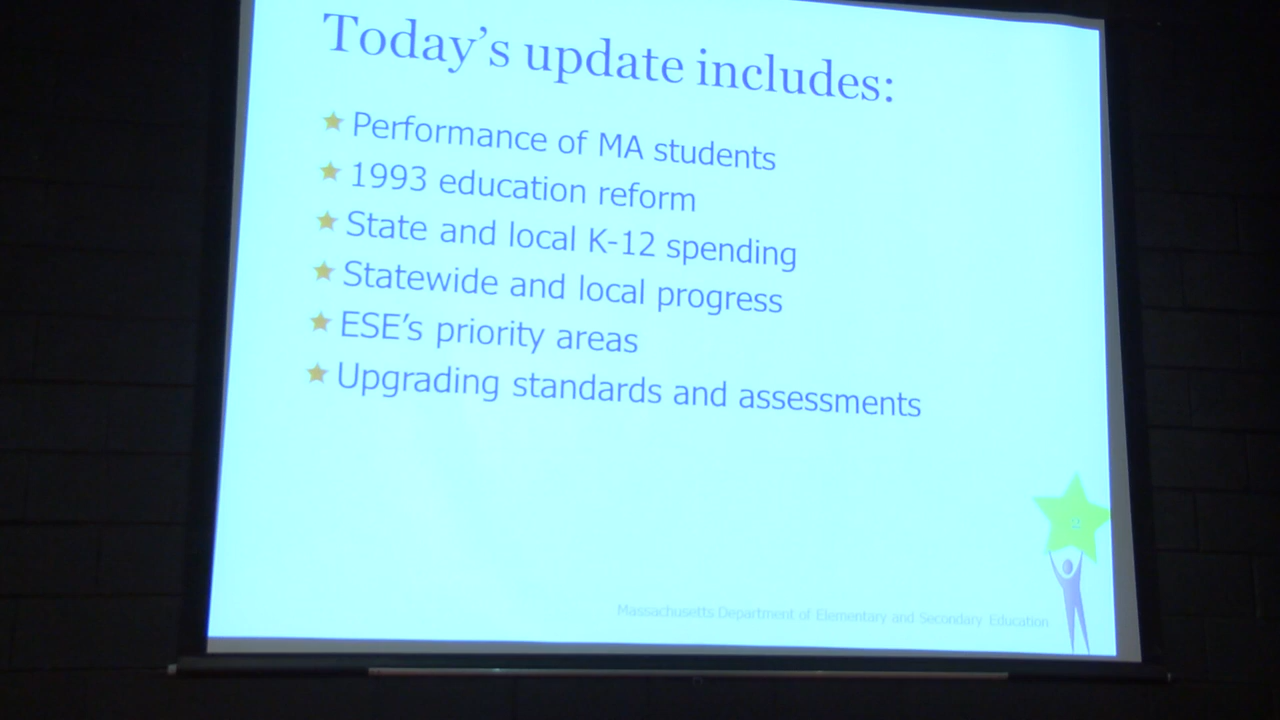 Today's update includes:
Performance of MA students
1993 education reform
State and local K-12 spending
Statewide and local progress
ESE's priority areas
Upgrading standards and assessments
Massachusetts Department of Elementary and Secondary Education